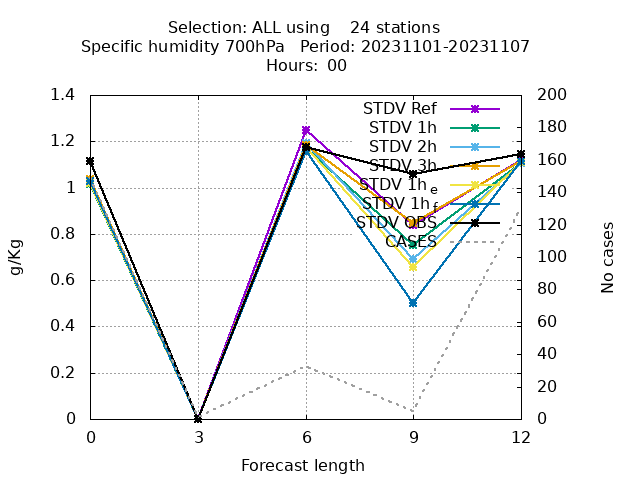 Selection: ALL using    24 stations
Specific humidity 700hPa   Period: 20231101-20231107
Hours: 00
g/Kg
No cases
1.4
1.2
1
0.8
0.6
0.4
0.2
0
200
180
160
140
120
100
80
60
40
20
0
STDV Ref
STDV 1h
STDV 2h
STDV 3h
STDV 1h e
STDV 1h f
STDV OBS
CASES
0 3 6 9 12
Forecast length